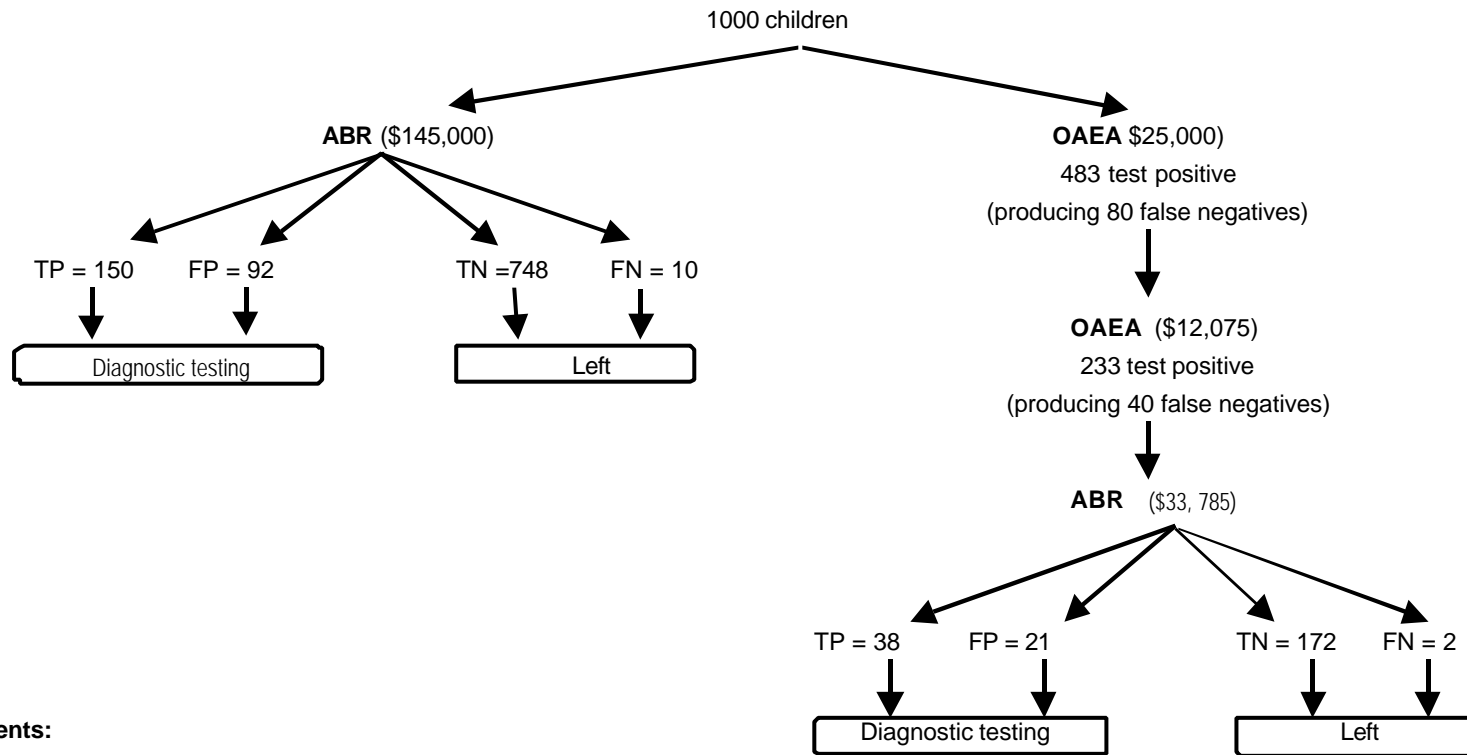 1000 children
ABR ($145,000)
TP = 150 FP = 92 TN =748 FN = 10
Diagnostic testing Left
OAEA $25,000)
483 test positive
(producing 80 false negatives)
OAEA ($12,075)
233 test positive
(producing 40 false negatives)
ABR ($33, 785)
TP = 38 FP = 21 TN = 172 FN = 2
Diagnostic testing Left
ents: